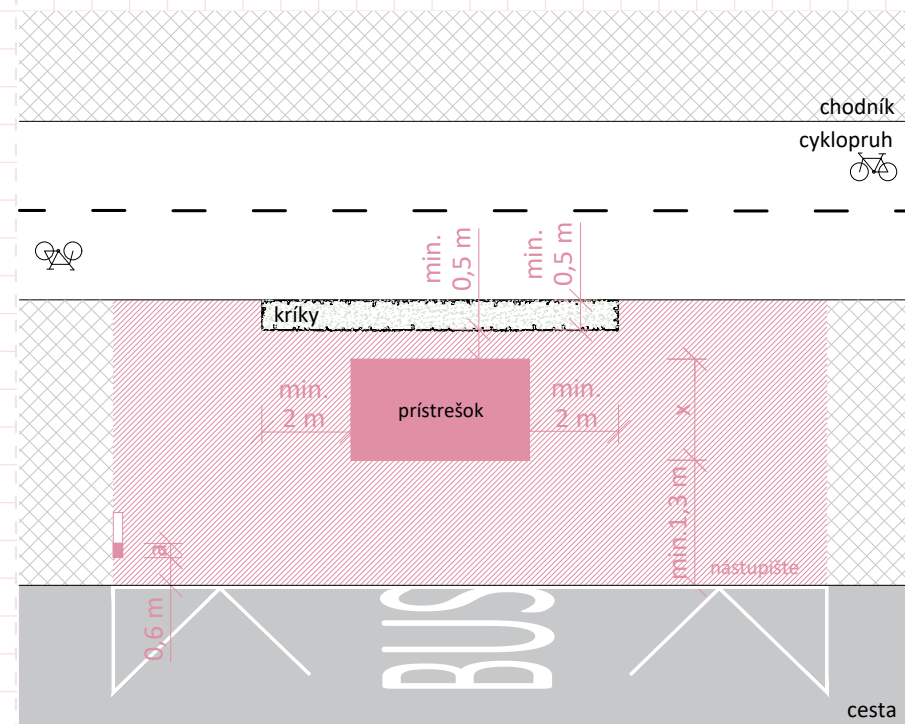 chodník
cyklopruh
min.
0,5 m
min.
0,5 m
kríky
min.
2 m
prístrešok
min.
2 m
x
min 1,3 m
a
nástupište
0,6 m
BUS
cesta